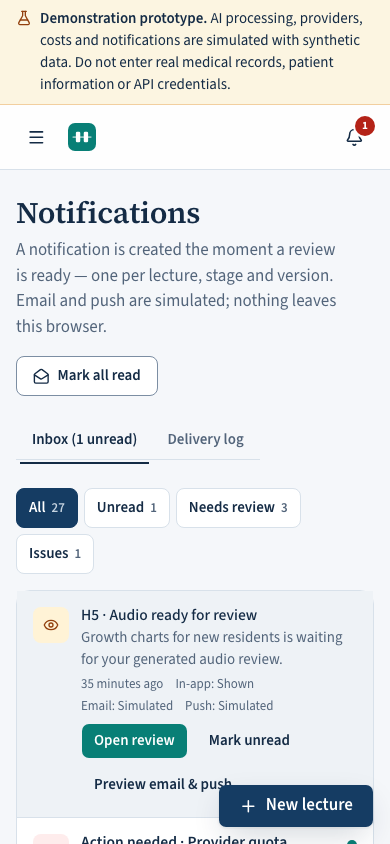 Demonstration prototype. AI processing, providers,
costs and notifications are simulated with synthetic
data. Do not enter real medical records, patient
information or API credentials.
1
Notifications
A notification is created the moment a review
is ready — one per lecture, stage and version.
Email and push are simulated; nothing leaves
this browser.
Mark all read
Inbox (1 unread) Delivery log
All 27 Unread 1 Needs review 3
Issues 1
H5 · Audio ready for review
Growth charts for new residents is waiting
for your generated audio review.
35 minutes ago In-app: Shown
Email: Simulated Push: Simulated
Open review Mark unread
Preview email & push
New lecture
Action needed · Provider quota